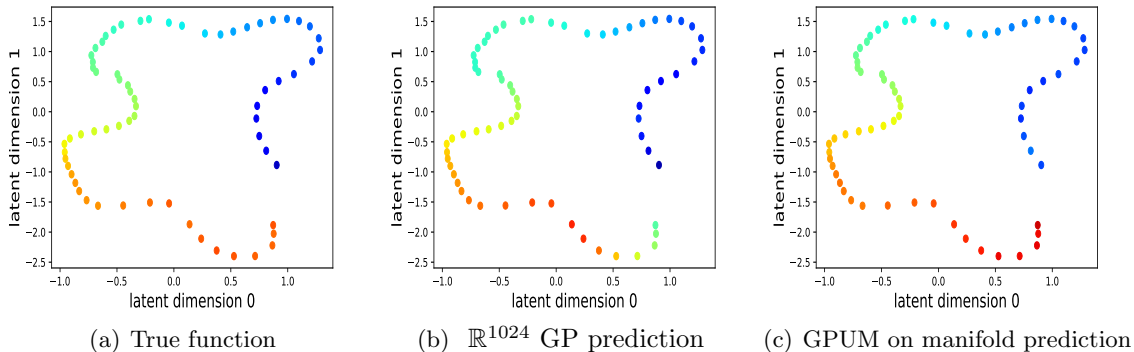 1.5
1.0
0.5
0.0
−0.5
−1.0
−1.5
−2.0
−2.5
latent dimension 1
−1.0 −0.5 0.0 0.5 1.0
latent dimension 0
(a) True function
1.5
1.0
0.5
0.0
−0.5
−1.0
−1.5
−2.0
−2.5
latent dimension 1
−1.0 −0.5 0.0 0.5 1.0
latent dimension 0
(b) ℝ¹⁰²⁴ GP prediction
1.5
1.0
0.5
0.0
−0.5
−1.0
−1.5
−2.0
−2.5
latent dimension 1
−1.0 −0.5 0.0 0.5 1.0
latent dimension 0
(c) GPUM on manifold prediction